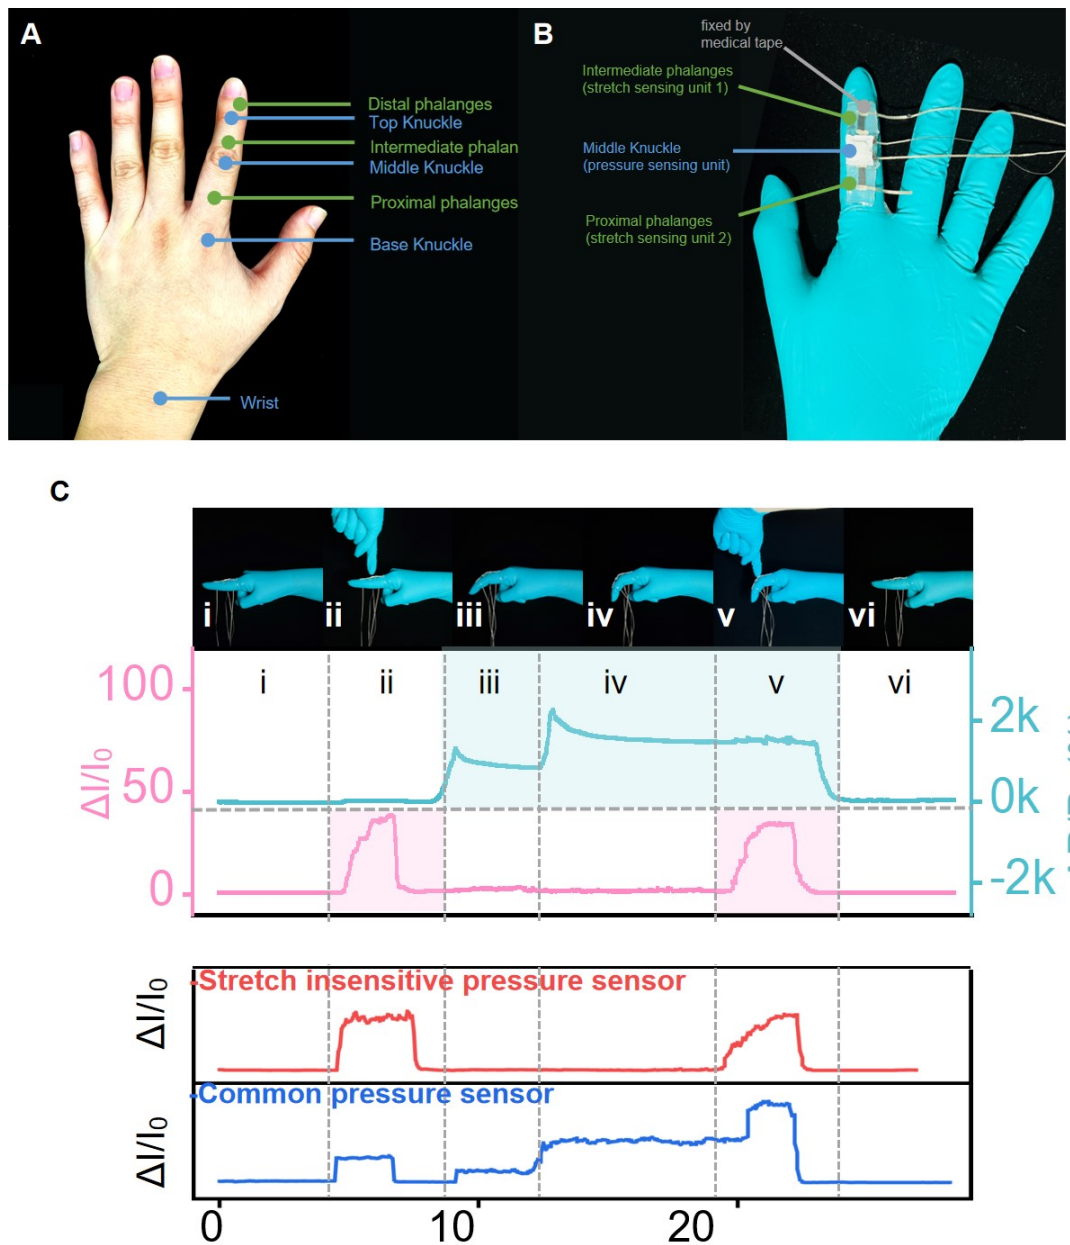 A
Distal phalanges
Top Knuckle
Intermediate phalan
Middle Knuckle
Proximal phalanges
Base Knuckle
Wrist
B
fixed by
medical tape
Intermediate phalanges
(stretch sensing unit 1)
Middle Knuckle
(pressure sensing unit)
Proximal phalanges
(stretch sensing unit 2)
C
i ii iii iv v vi
i ii iii iv v vi
100
50
0
ΔI/I₀
2k
0k
-2k
Stretch insensitive pressure sensor
ΔI/I₀
Common pressure sensor
ΔI/I₀
0 10 20